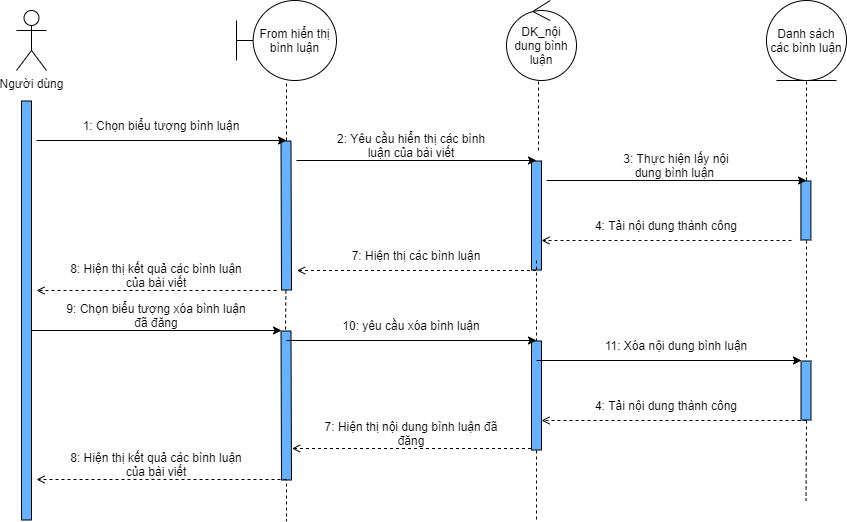 Người dùng
From hiển thị
bình luận
DK_nội
dung bình
luận
Danh sách
các bình luận
1: Chọn biểu tượng bình luận
2: Yêu cầu hiển thị các bình
luận của bài viết
3: Thực hiện lấy nội
dung bình luận
4: Tải nội dung thành công
7: Hiện thị các bình luận
8: Hiện thị kết quả các bình luận
của bài viết
9: Chọn biểu tượng xóa bình luận
đã đăng
10: yêu cầu xóa bình luận
11: Xóa nội dung bình luận
4: Tải nội dung thành công
7: Hiện thị nội dung bình luận đã
đăng
8: Hiện thị kết quả các bình luận
của bài viết